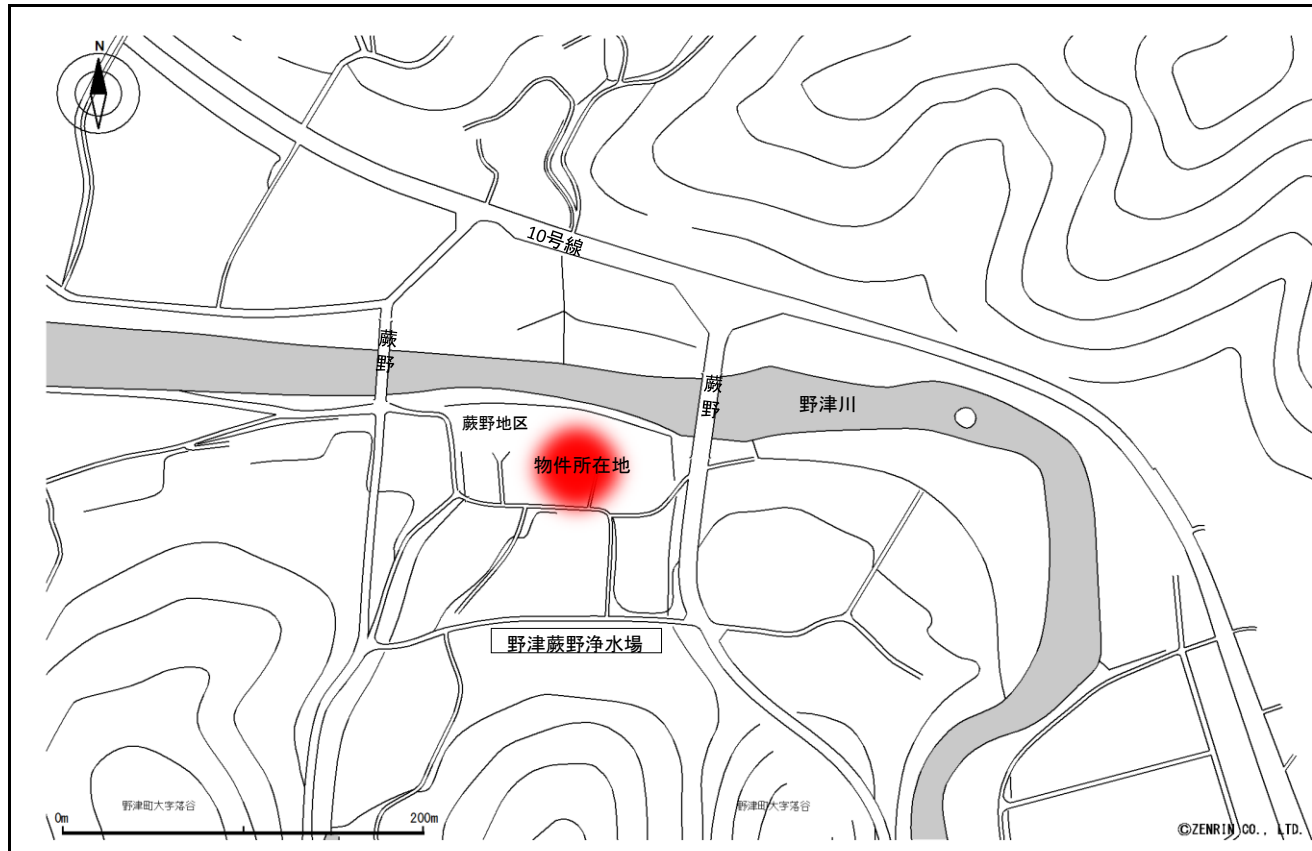 N
10号線
蕨野
蕨野
野津川
蕨野地区
物件所在地
野津蕨野浄水場
野津町大字落谷
野津町大字落谷
0m
200m
©ZENRIN CO., LTD.